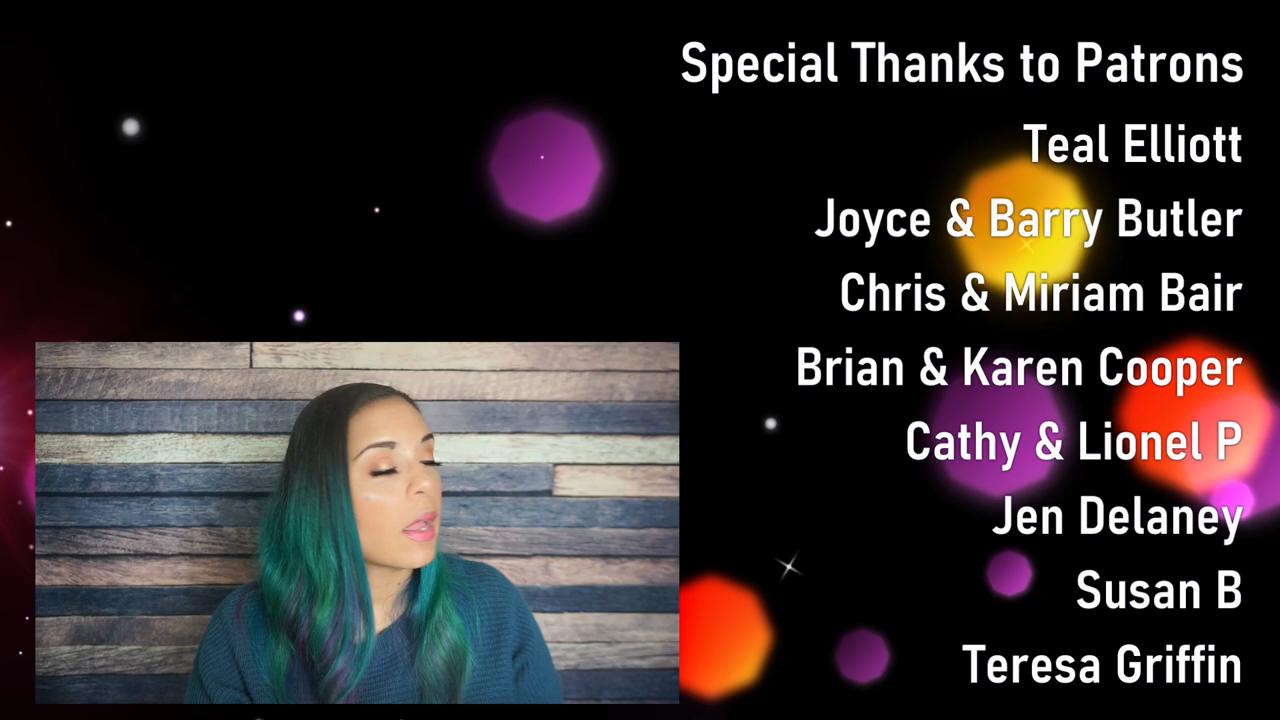 Special Thanks to Patrons
Teal Elliott
Joyce & Barry Butler
Chris & Miriam Bair
Brian & Karen Cooper
Cathy & Lionel P
Jen Delaney
Susan B
Teresa Griffin